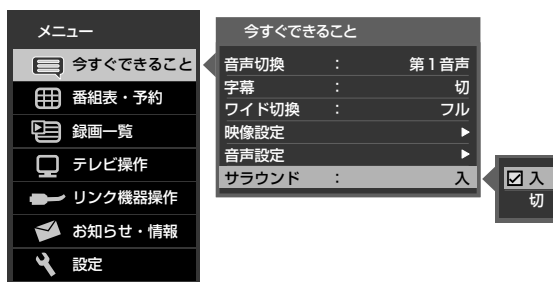 メニュー
今すぐできること
番組表・予約
録画一覧
テレビ操作
リンク機器操作
お知らせ・情報
設定
今すぐできること
音声切換 : 第1音声
字幕 : 切
ワイド切換 : フル
映像設定
音声設定
サラウンド : 入
入
切